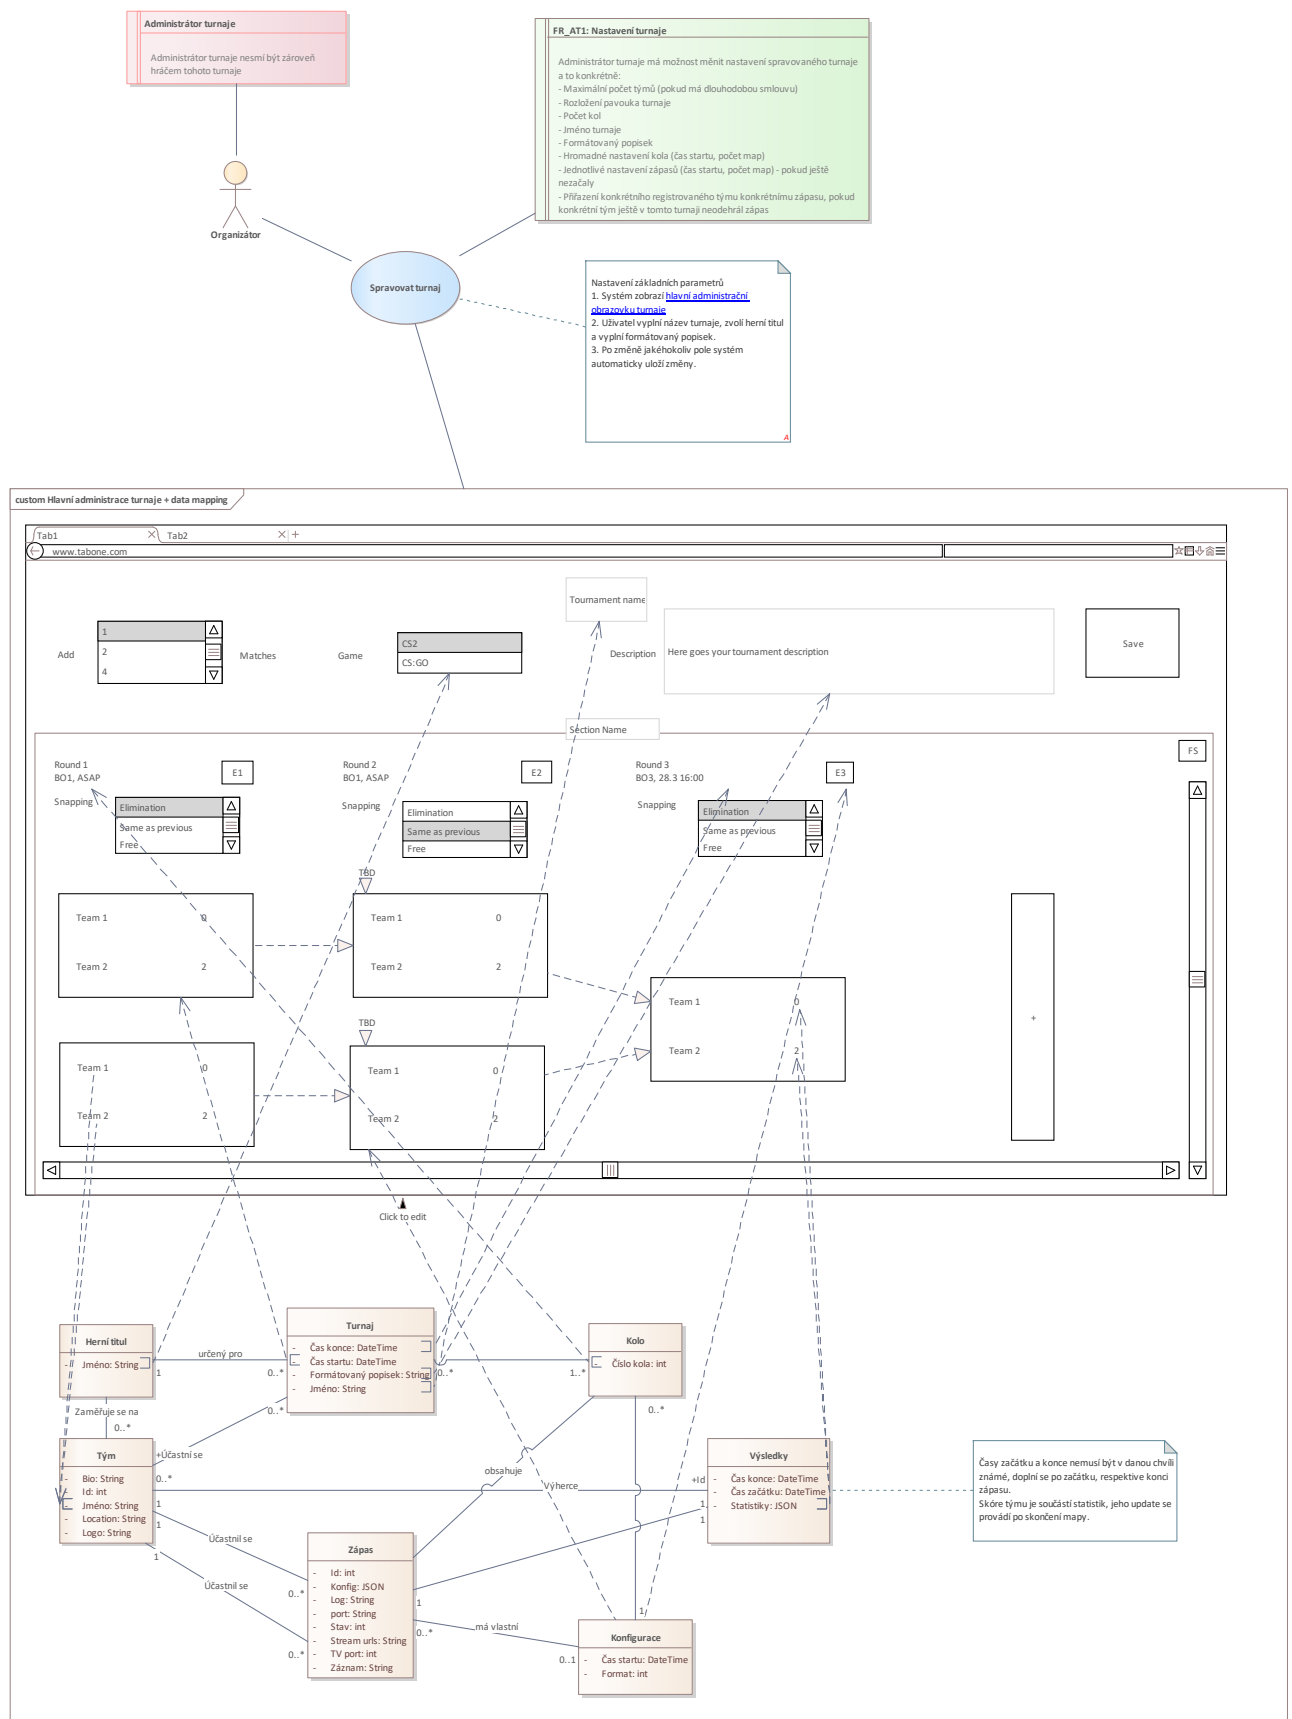 Administrátor turnaje
Administrátor turnaje nesmí být zároveň
hráčem tohoto turnaje
FR_AT1: Nastavení turnaje
Administrátor turnaje má možnost měnit nastavení spravovaného turnaje
a to konkrétně:
- Maximální počet týmů (pokud má dlouhodobou smlouvu)
- Rozložení pavouka turnaje
- Počet kol
- Jméno turnaje
- Formátovaný popisek
- Hromadné nastavení kola (čas startu, počet map)
- Jednotlivé nastavení zápasů (čas startu, počet map) - pokud ještě
nezačaly
- Přiřazení konkrétního registrovaného týmu konkrétnímu zápasu, pokud
konkrétní tým ještě v tomto turnaji neodehrál zápas
Organizátor
Spravovat turnaj
Nastavení základních parametrů
1. Systém zobrazí hlavní administrační
obrazovku turnaje
2. Uživatel vyplní název turnaje, zvolí herní titul
a vyplní formátovaný popisek.
3. Po změně jakéhokoliv pole systém
automaticky uloží změny.
A
custom Hlavní administrace turnaje + data mapping
Tab1
Tab2
www.tabone.com
Tournament name
Add
1
2
4
Matches
Game
CS2
CS:GO
Description
Here goes your tournament description
Save
Section Name
FS
Round 1
BO1, ASAP
E1
Round 2
BO1, ASAP
E2
Round 3
BO3, 28.3 16:00
E3
Snapping
Elimination
Same as previous
Free
Snapping
Elimination
Same as previous
Free
Snapping
Elimination
Same as previous
Free
TBD
Team 1 0
Team 2 2
Team 1 0
Team 2 2
Team 1 0
Team 2 2
+
TBD
Team 1 0
Team 2 2
Team 1 0
Team 2 2
Click to edit
Herní titul
- Jméno: String
určený pro
1
0..*
Turnaj
- Čas konce: DateTime
- Čas startu: DateTime
- Formátovaný popisek: String
- Jméno: String
0..*
1..*
Kolo
- Číslo kola: int
0..*
Zaměřuje se na
0..*
0..*
+Účastní se
0..*
Tým
- Bio: String
- Id: int
- Jméno: String
- Location: String
- Logo: String
1
1
1
Výherce
+Id
1
1
obsahuje
Výsledky
- Čas konce: DateTime
- Čas začátku: DateTime
- Statistiky: JSON
Časy začátku a konce nemusí být v danou chvíli
známé, doplní se po začátku, respektive konci
zápasu.
Skóre týmu je součástí statistik, jeho update se
provádí po skončení mapy.
Účastnil se
0..*
Účastnil se
0..*
Zápas
- Id: int
- Konfig: JSON
- Log: String
- port: String
- Stav: int
- Stream urls: String
- TV port: int
- Záznam: String
1
0..*
má vlastní
0..1
1
Konfigurace
- Čas startu: DateTime
- Format: int